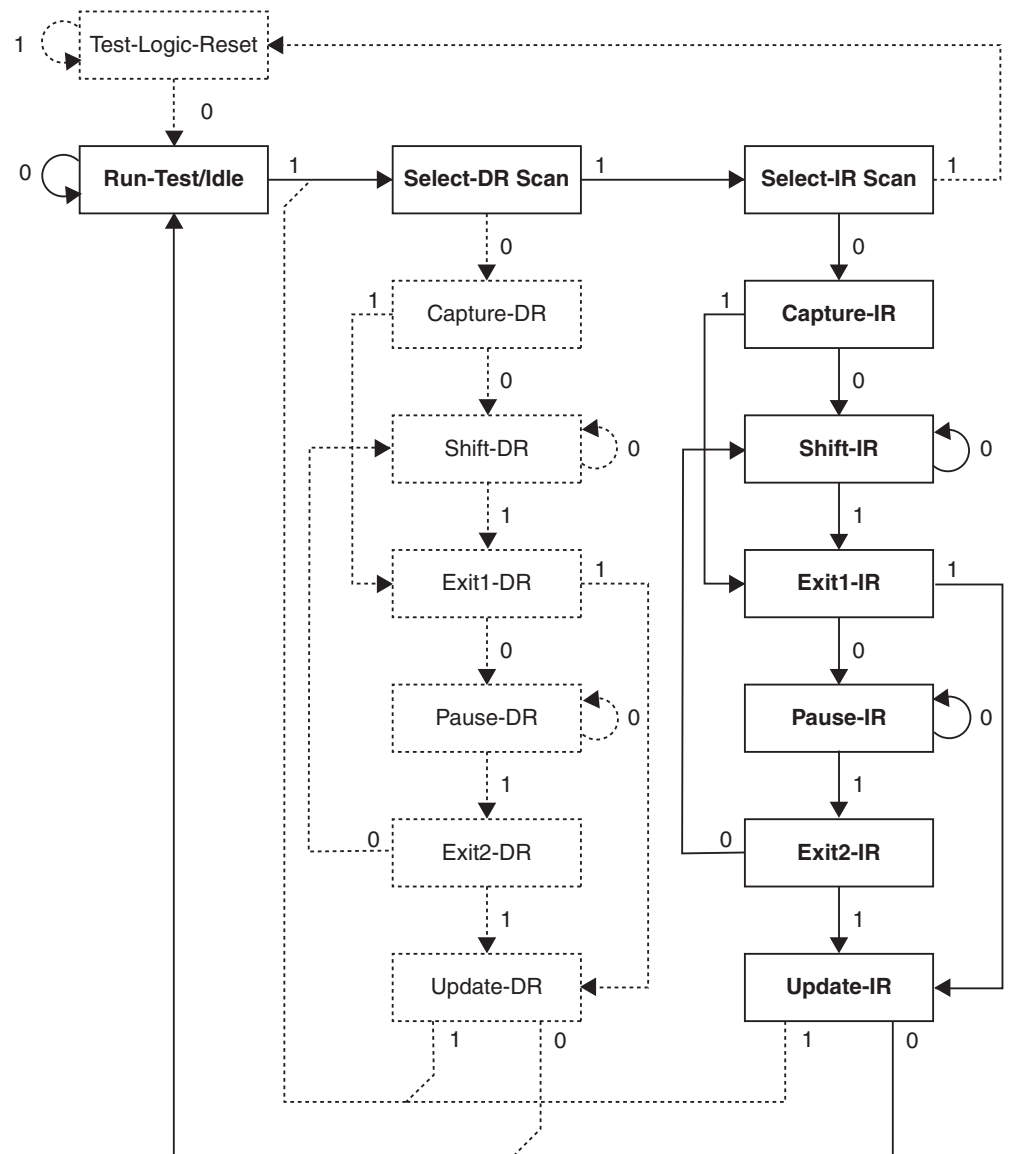 1
Test-Logic-Reset
0
0
Run-Test/Idle
1
Select-DR Scan
1
Select-IR Scan
1
0
0
1
Capture-DR
1
Capture-IR
0
0
Shift-DR
0
Shift-IR
0
1
1
Exit1-DR
1
Exit1-IR
1
0
0
Pause-DR
0
Pause-IR
0
1
1
0
Exit2-DR
0
Exit2-IR
1
1
Update-DR
Update-IR
1
0
1
0